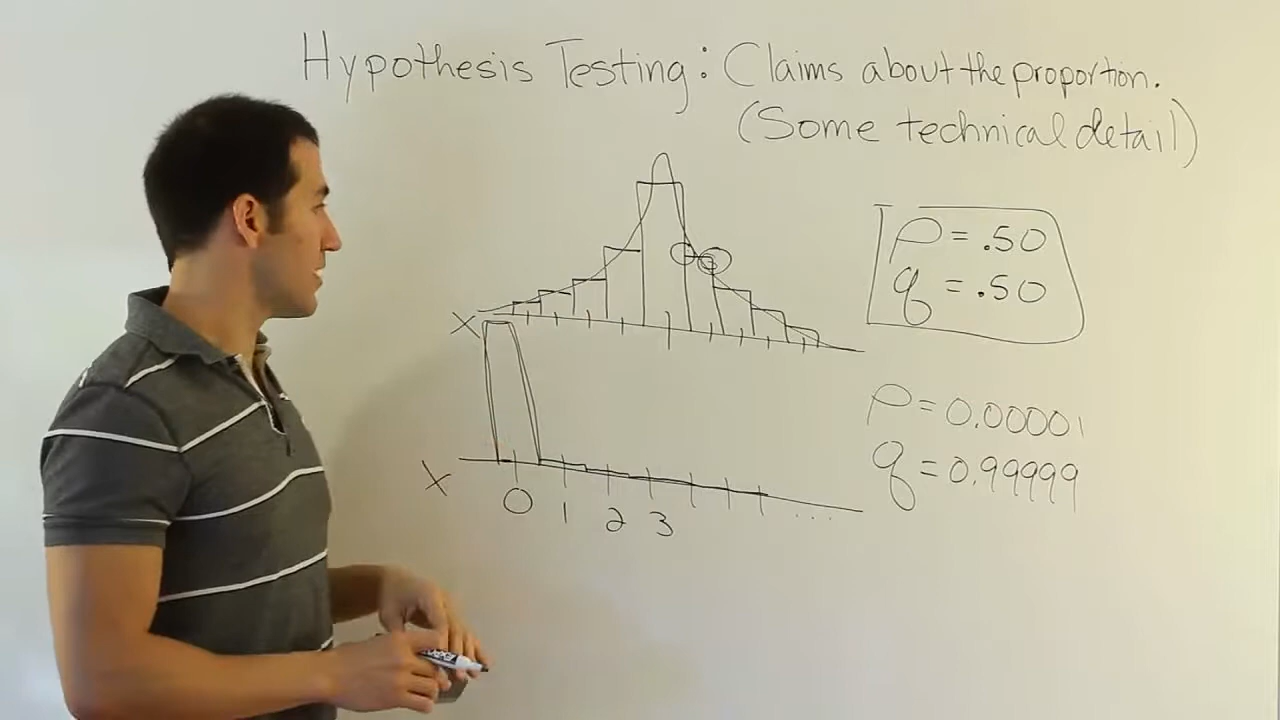 Hypothesis Testing: Claims about the proportion.
(Some technical detail)
p = .50
q = .50
X
p = 0.00001
q = 0.99999
X
0 1 2 3 ...
EXPO